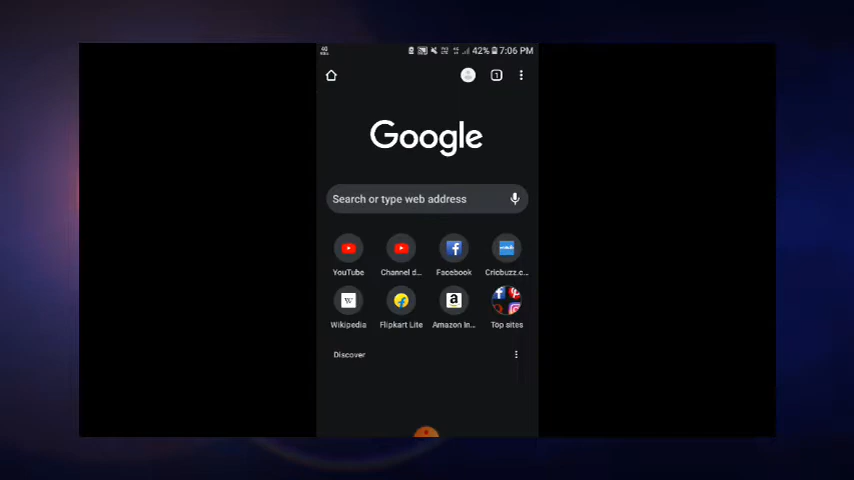 42% 7:06 PM
1
Google
Search or type web address
YouTube Channel d... Facebook Cricbuzz.c...
W a
Wikipedia Flipkart Lite Amazon In... Top sites
Discover